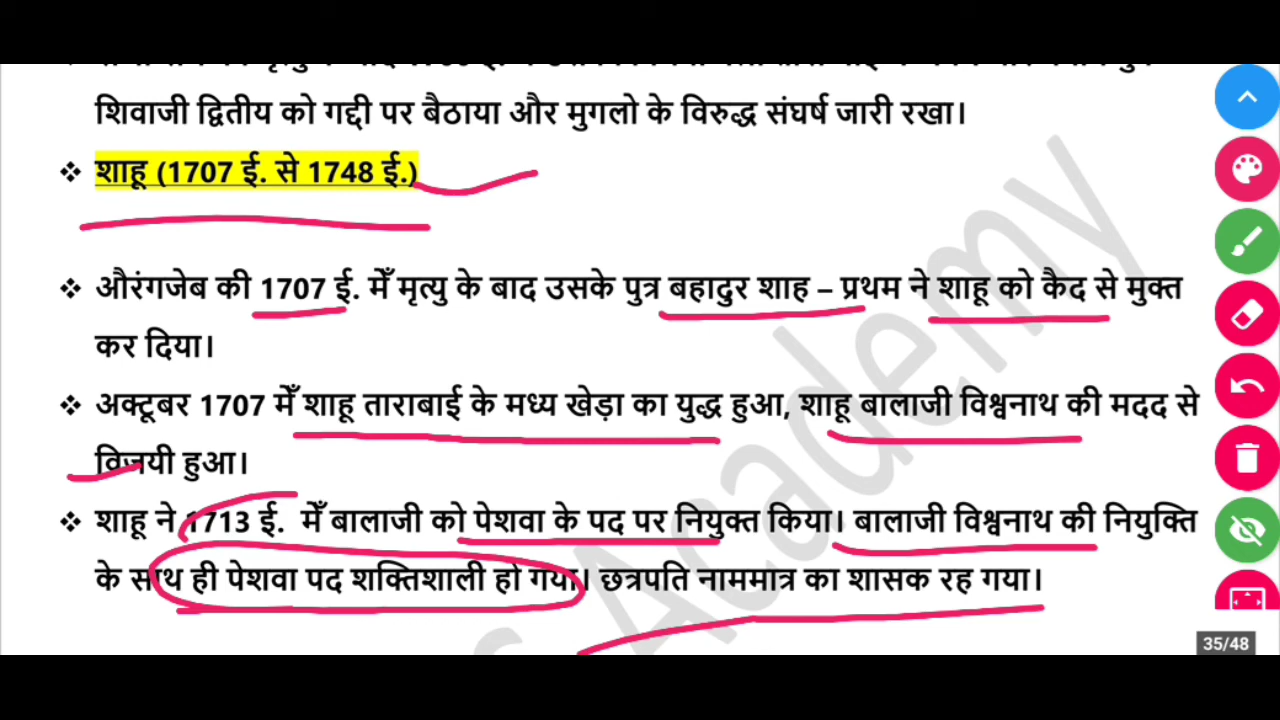 शिवाजी द्वितीय को गद्दी पर बैठाया और मुगलो के विरुद्ध संघर्ष जारी रखा।
❖ शाहू (1707 ई. से 1748 ई.)
❖ औरंगजेब की 1707 ई. मेँ मृत्यु के बाद उसके पुत्र बहादुर शाह – प्रथम ने शाहू को कैद से मुक्त
कर दिया।
❖ अक्टूबर 1707 मेँ शाहू ताराबाई के मध्य खेड़ा का युद्ध हुआ, शाहू बालाजी विश्वनाथ की मदद से
विजयी हुआ।
❖ शाहू ने 1713 ई. मेँ बालाजी को पेशवा के पद पर नियुक्त किया। बालाजी विश्वनाथ की नियुक्ति
के साथ ही पेशवा पद शक्तिशाली हो गया। छत्रपति नाममात्र का शासक रह गया।
Academy
35/48